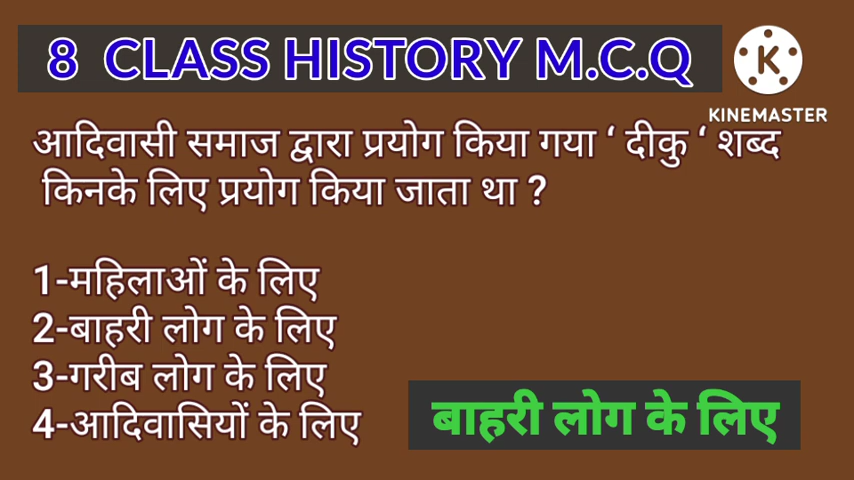 8 CLASS HISTORY M.C.Q
K
KINEMASTER
आदिवासी समाज द्वारा प्रयोग किया गया ‘ दीकु ‘ शब्द
किनके लिए प्रयोग किया जाता था ?
1-महिलाओं के लिए
2-बाहरी लोग के लिए
3-गरीब लोग के लिए
4-आदिवासियों के लिए
बाहरी लोग के लिए